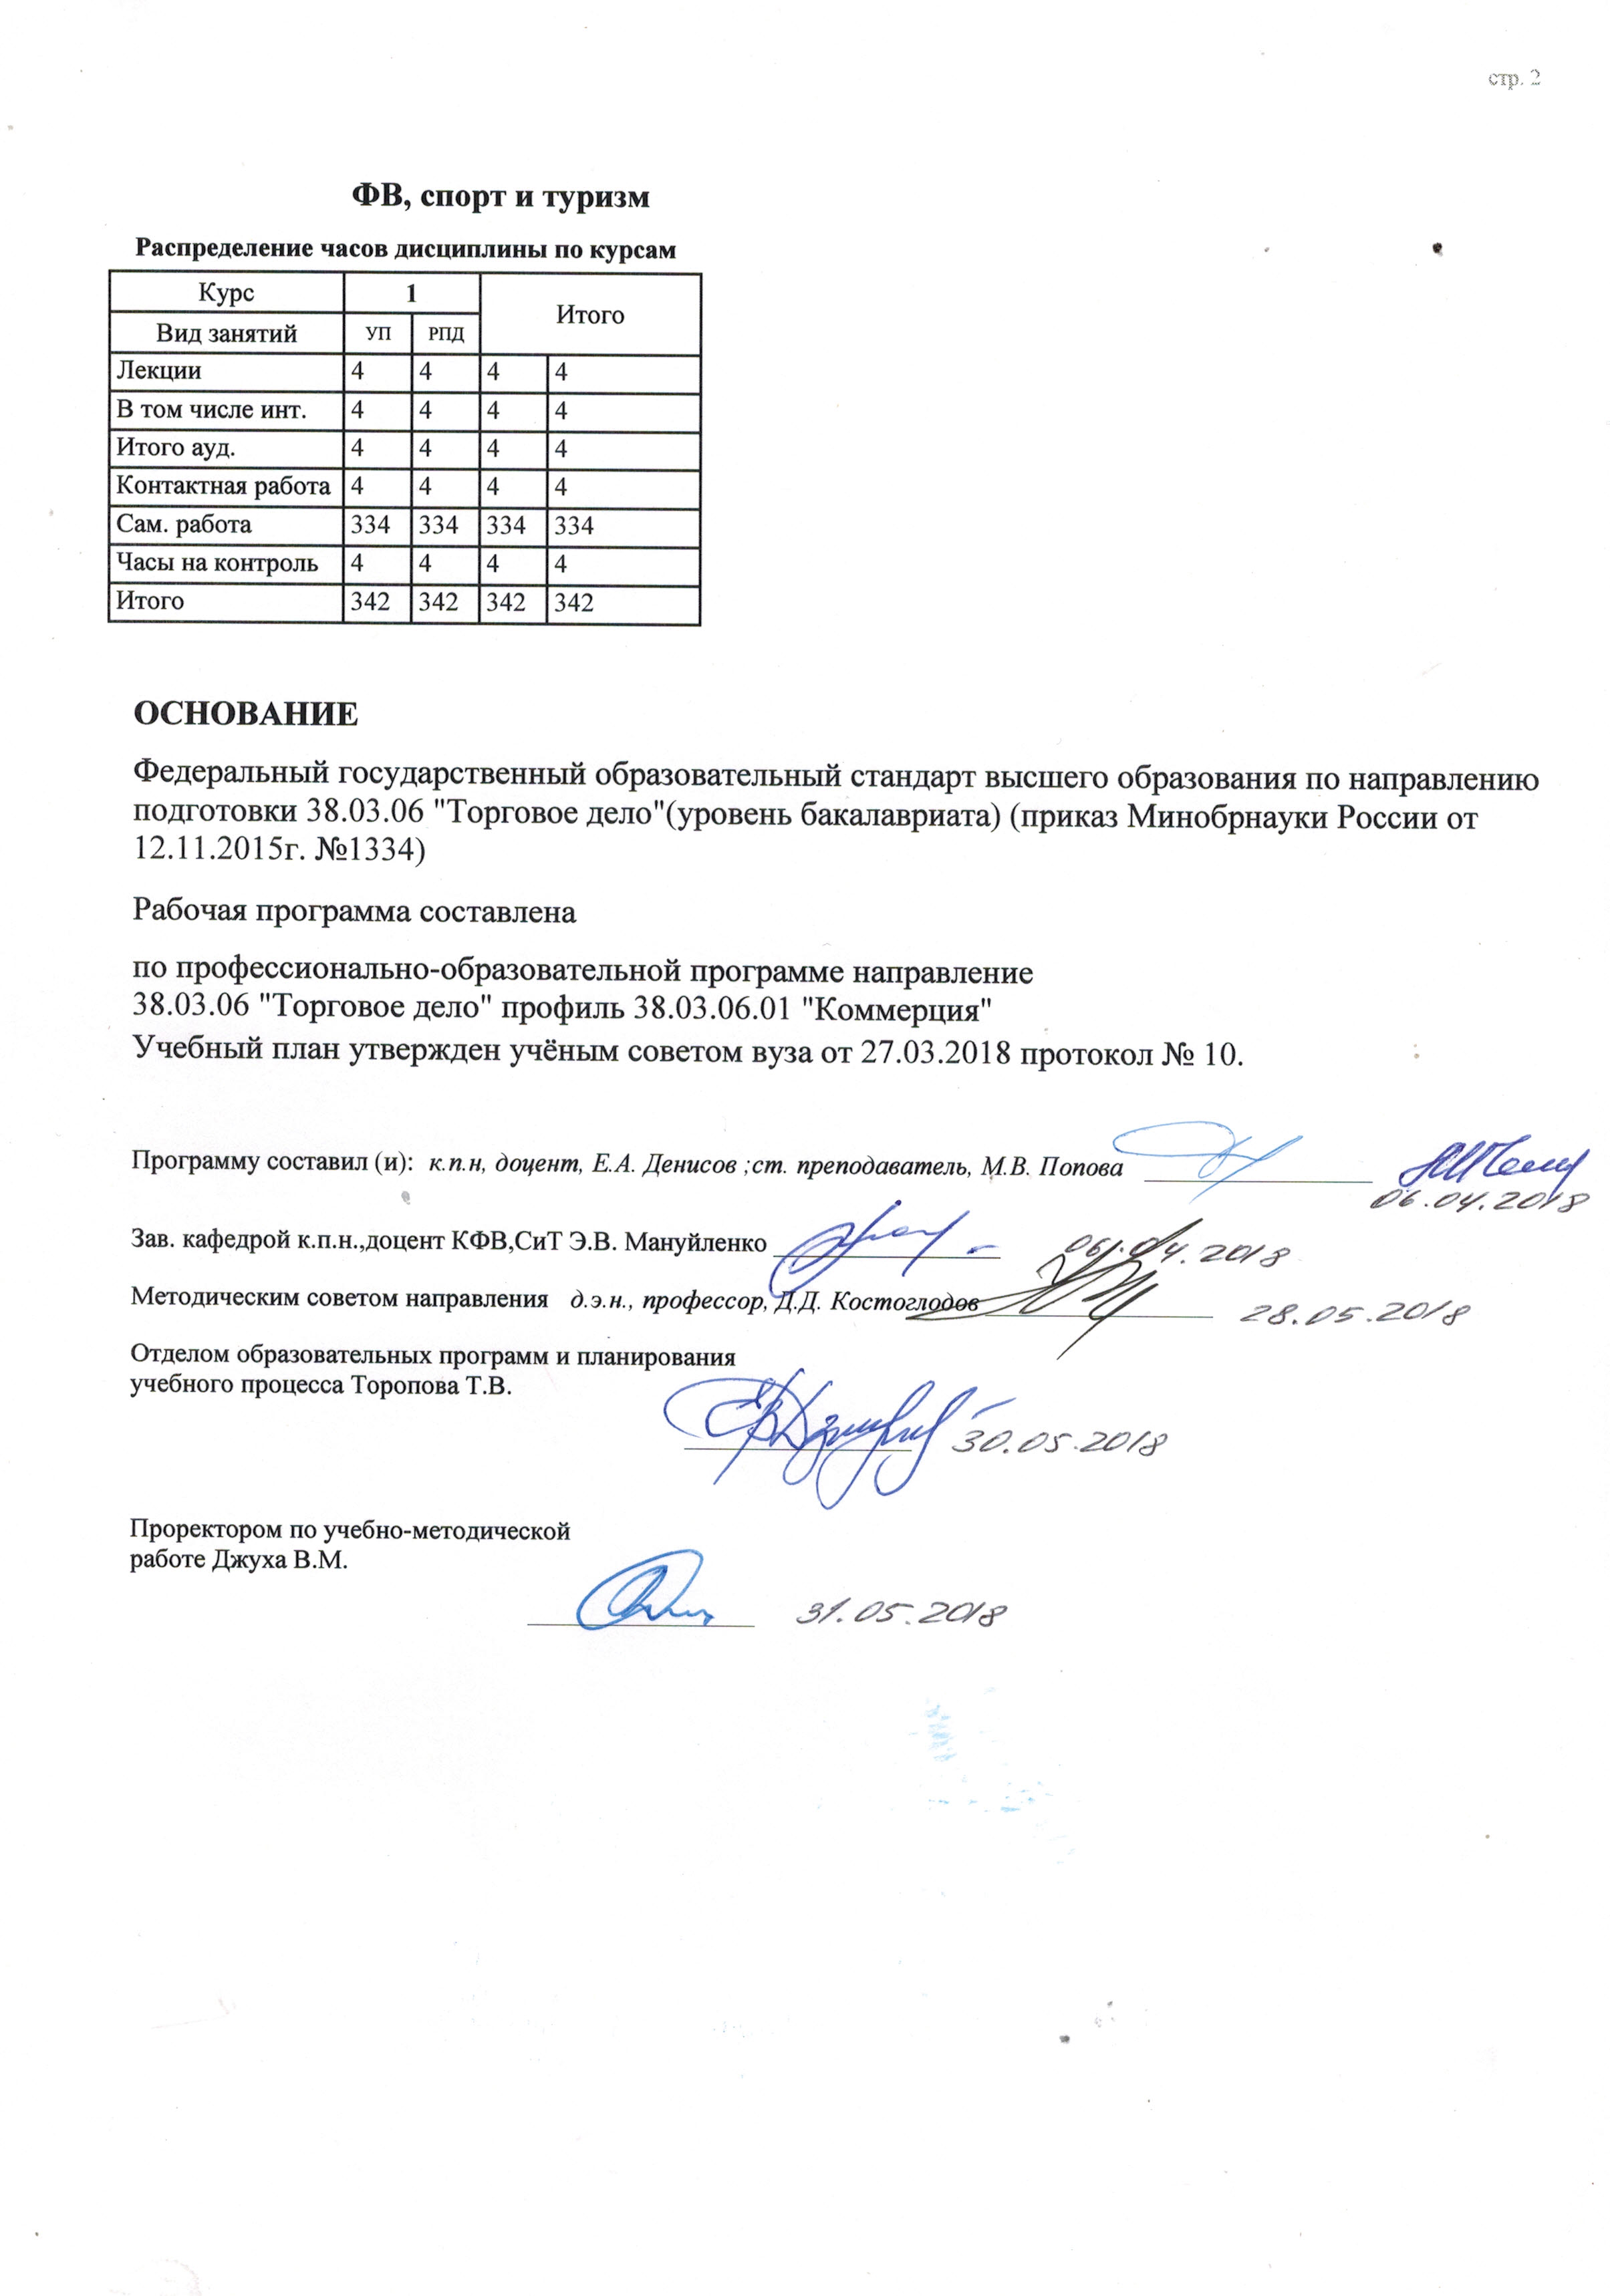 стр. 2
ФВ, спорт и туризм
Распределение часов дисциплины по курсам
Курс 1 Итого
Вид занятий УП РПД
Лекции 4 4 4 4
В том числе инт. 4 4 4 4
Итого ауд. 4 4 4 4
Контактная работа 4 4 4 4
Сам. работа 334 334 334 334
Часы на контроль 4 4 4 4
Итого 342 342 342 342
ОСНОВАНИЕ
Федеральный государственный образовательный стандарт высшего образования по направлению
подготовки 38.03.06 "Торговое дело"(уровень бакалавриата) (приказ Минобрнауки России от
12.11.2015г. №1334)
Рабочая программа составлена
по профессионально-образовательной программе направление
38.03.06 "Торговое дело" профиль 38.03.06.01 "Коммерция"
Учебный план утвержден учёным советом вуза от 27.03.2018 протокол № 10.
Программу составил (и): к.п.н, доцент, Е.А. Денисов ;ст. преподаватель, М.В. Попова
06.04.2018
Зав. кафедрой к.п.н.,доцент КФВ,СиТ Э.В. Мануйленко 06.04.2018
Методическим советом направления д.э.н., профессор, Д.Д. Костоглодов 28.05.2018
Отделом образовательных программ и планирования
учебного процесса Торопова Т.В.
30.05.2018
Проректором по учебно-методической
работе Джуха В.М.
31.05.2018